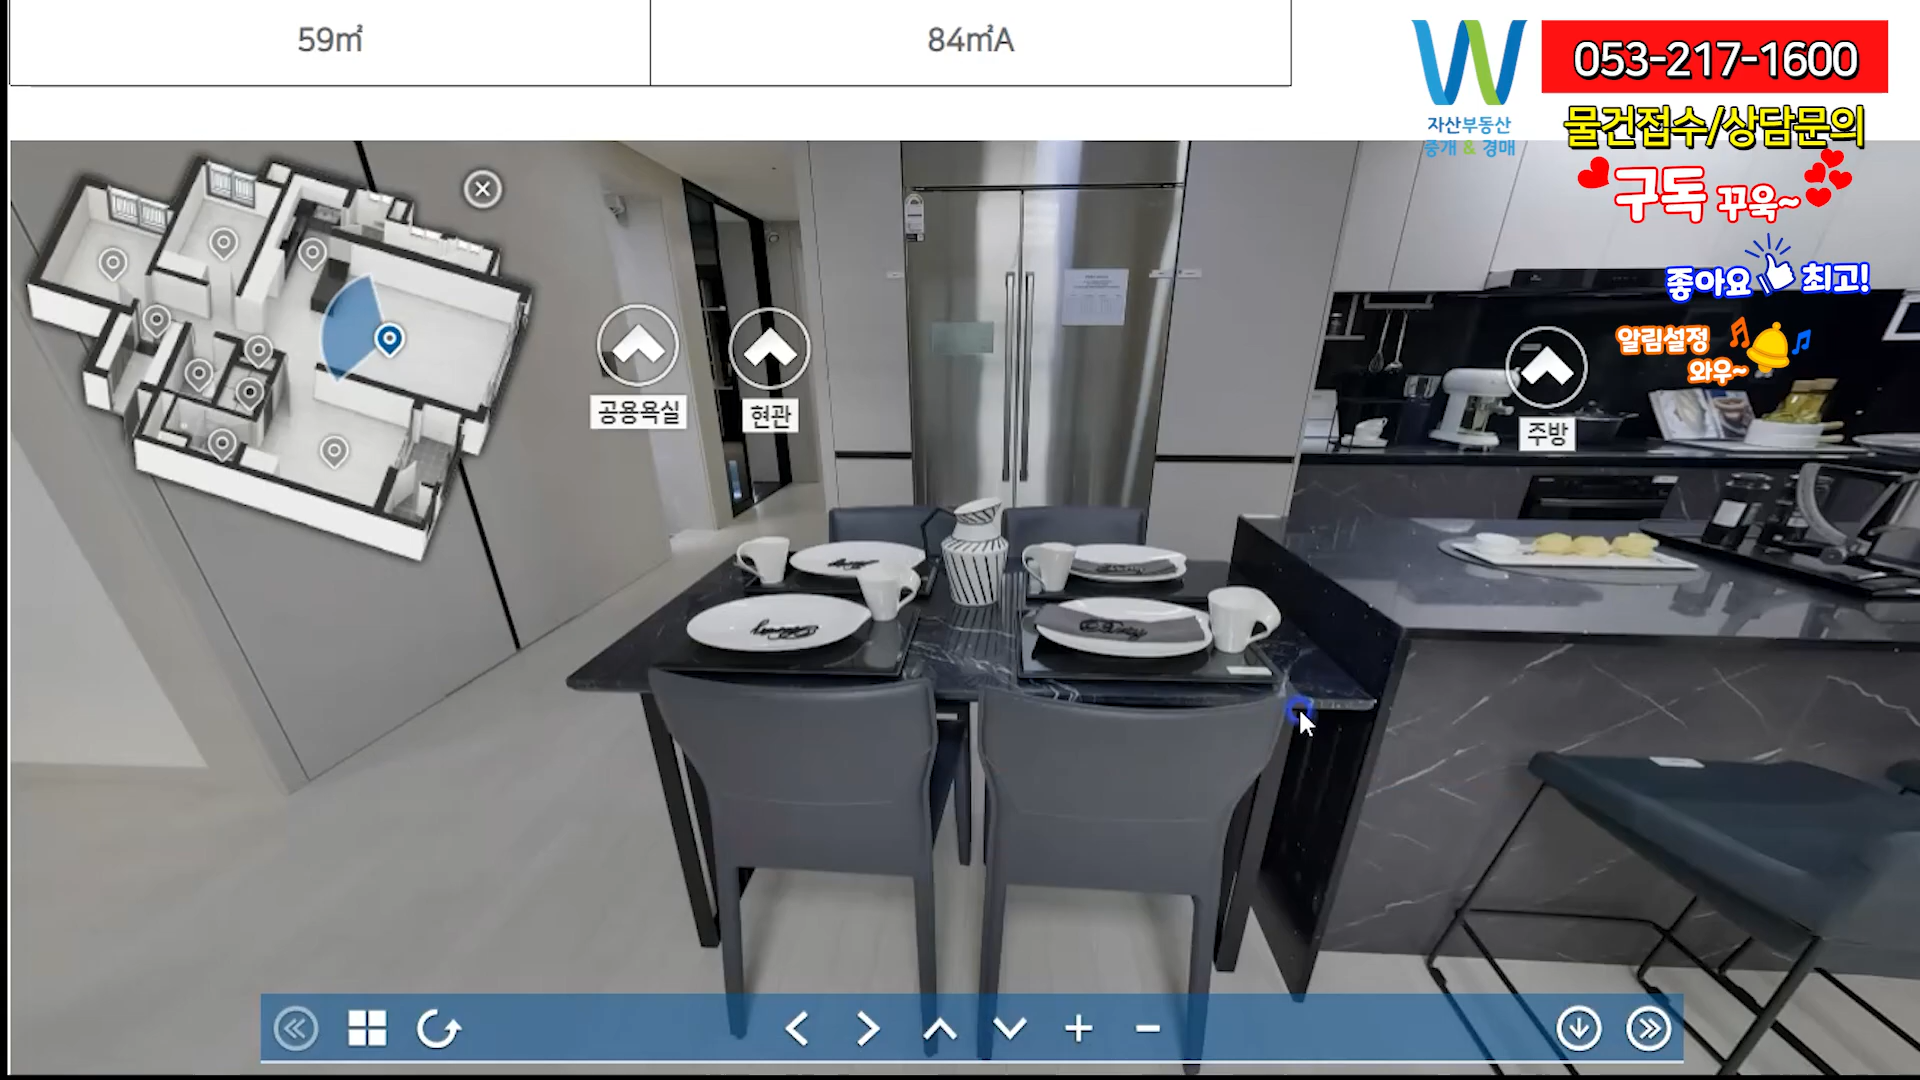 59㎡
84㎡A
053-217-1600
자산부동산
중개 & 경매
물건접수/상담문의
구독 꾸욱~
좋아요 최고!
알림설정
와우~
공용욕실
현관
주방